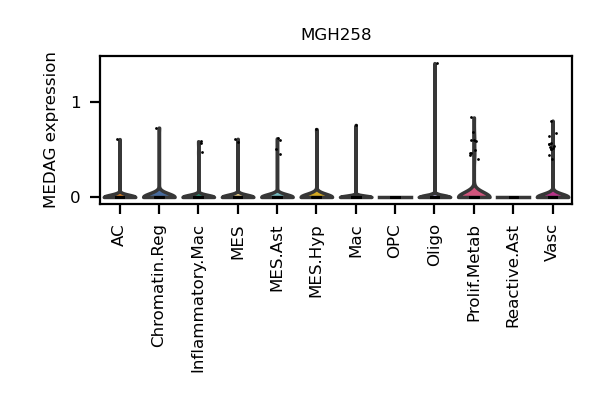 MGH258
MEDAG expression
1
0
AC
Chromatin.Reg
Inflammatory.Mac
MES
MES.Ast
MES.Hyp
Mac
OPC
Oligo
Prolif.Metab
Reactive.Ast
Vasc